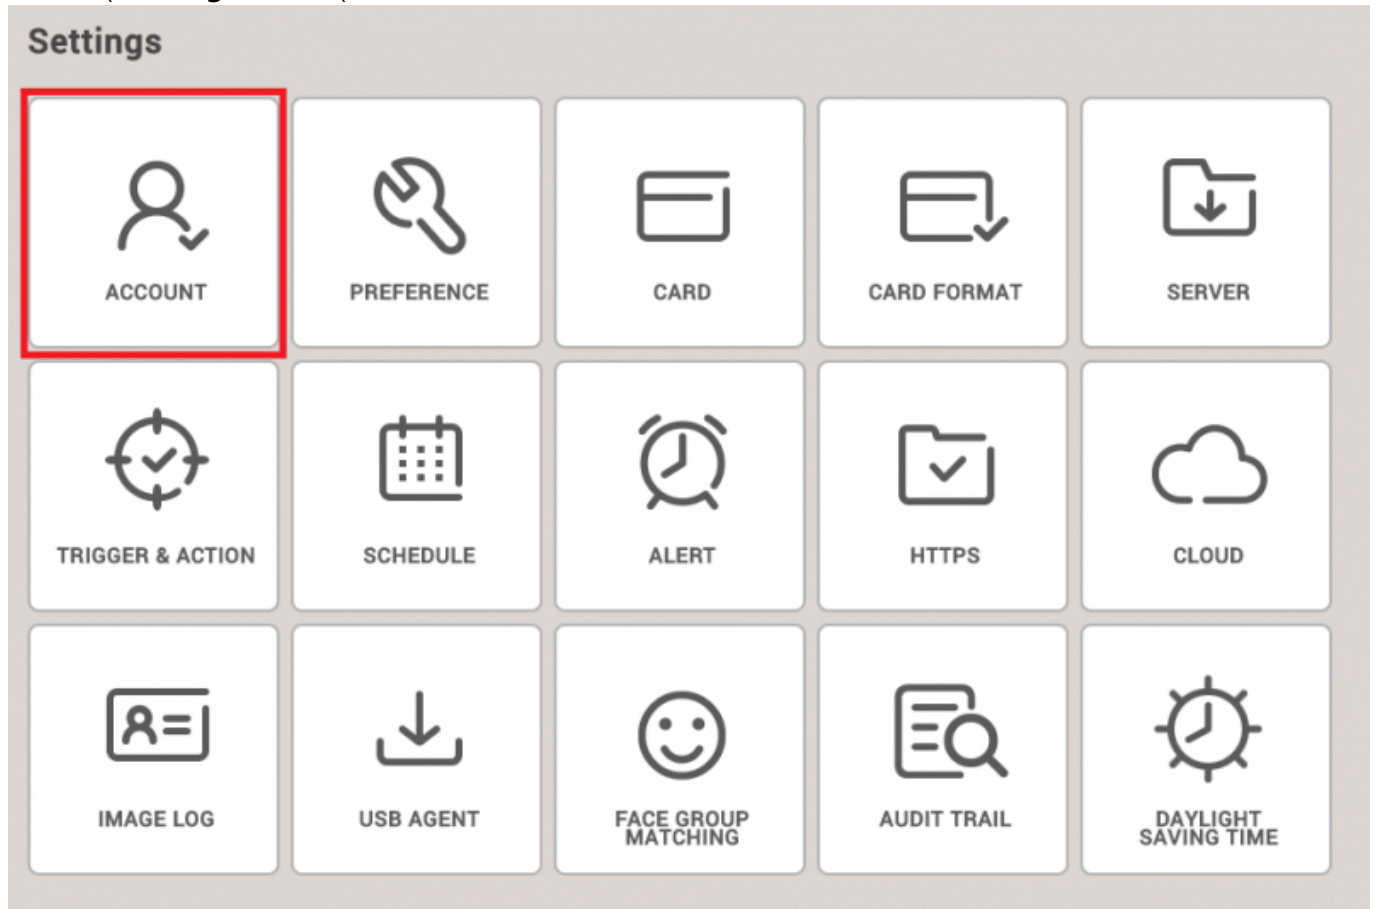 Settings
ACCOUNT
PREFERENCE
CARD
CARD FORMAT
SERVER
TRIGGER & ACTION
SCHEDULE
ALERT
HTTPS
CLOUD
IMAGE LOG
USB AGENT
FACE GROUP
MATCHING
AUDIT TRAIL
DAYLIGHT
SAVING TIME